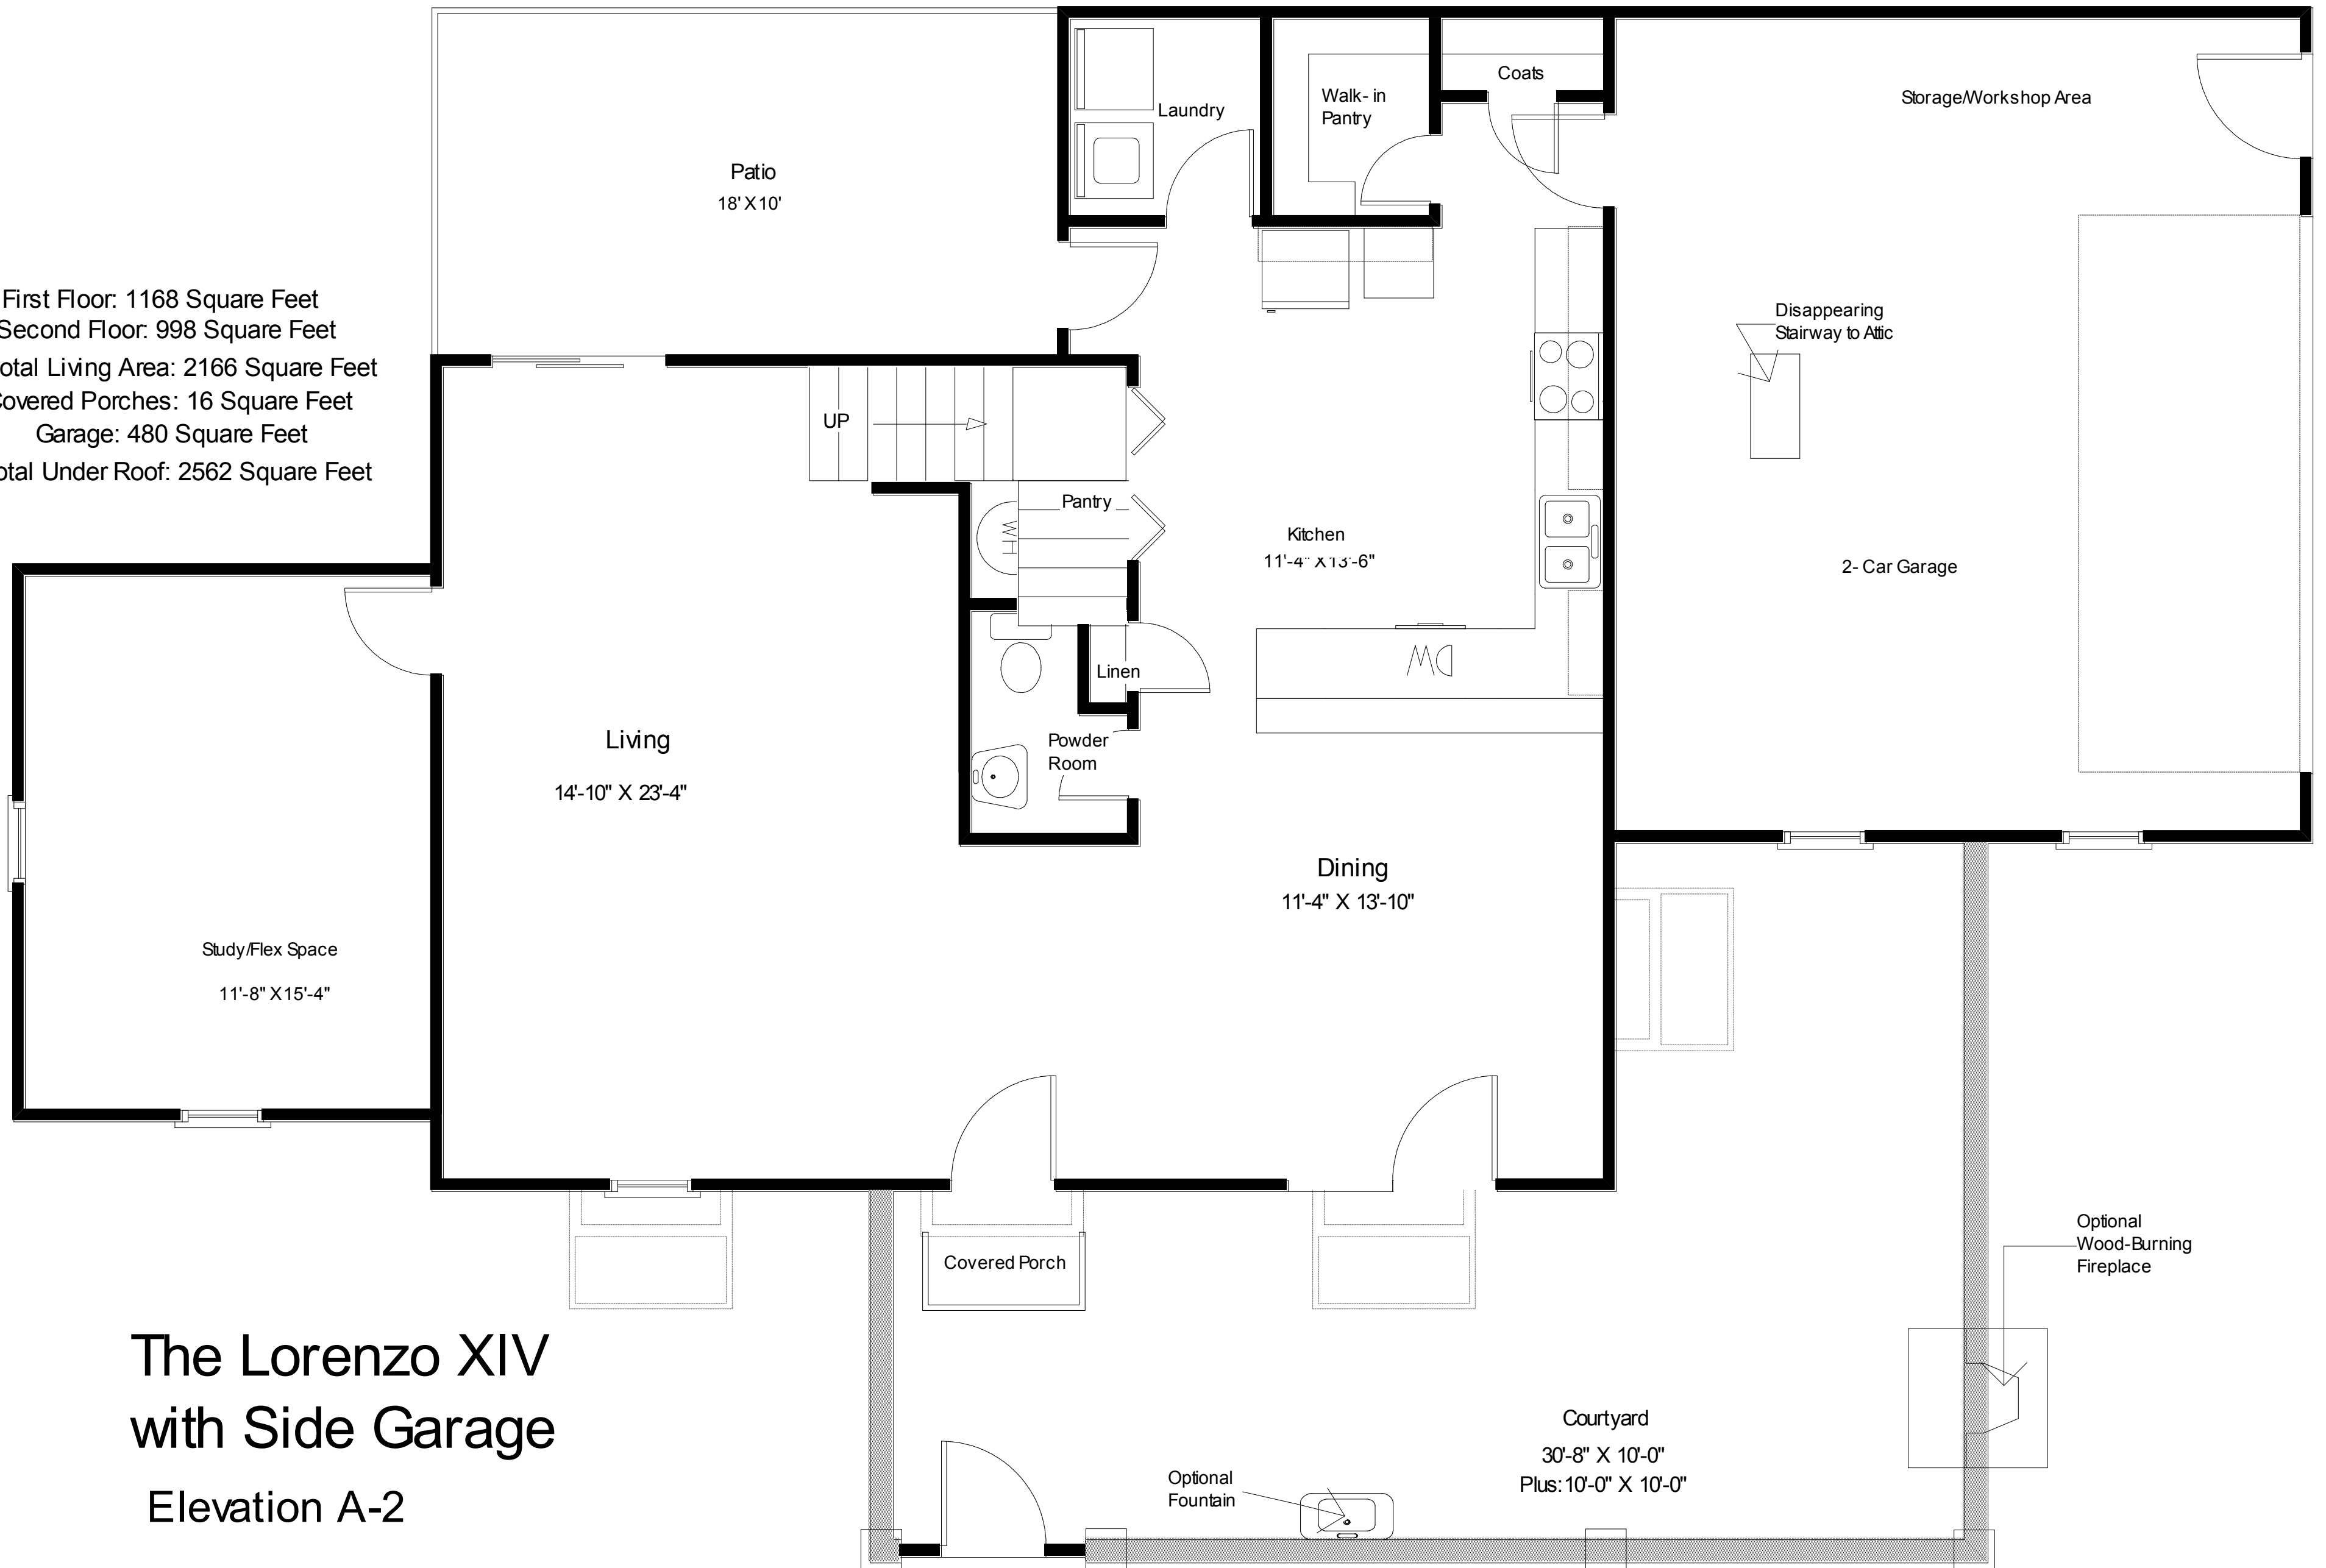 First Floor: 1168 Square Feet
Second Floor: 998 Square Feet
Living Area: 2166 Square Feet
Porches: 16 Square Feet
Garage: 480 Square Feet
Under Roof: 2562 Square Feet
Patio
18' X 10'
Laundry
Walk-in
Pantry
Coats
Storage/Workshop Area
Disappearing
Stairway to Attic
UP
Pantry
WH
Kitchen
11'-4" X 13'-6"
2- Car Garage
Linen
DW
Living
14'-10" X 23'-4"
Powder
Room
Dining
11'-4" X 13'-10"
Study/Flex Space
11'-8" X 15'-4"
Covered Porch
Optional
Wood-Burning
Fireplace
Courtyard
30'-8" X 10'-0"
Plus: 10'-0" X 10'-0"
Optional
Fountain
The Lorenzo XIV
with Side Garage
Elevation A-2